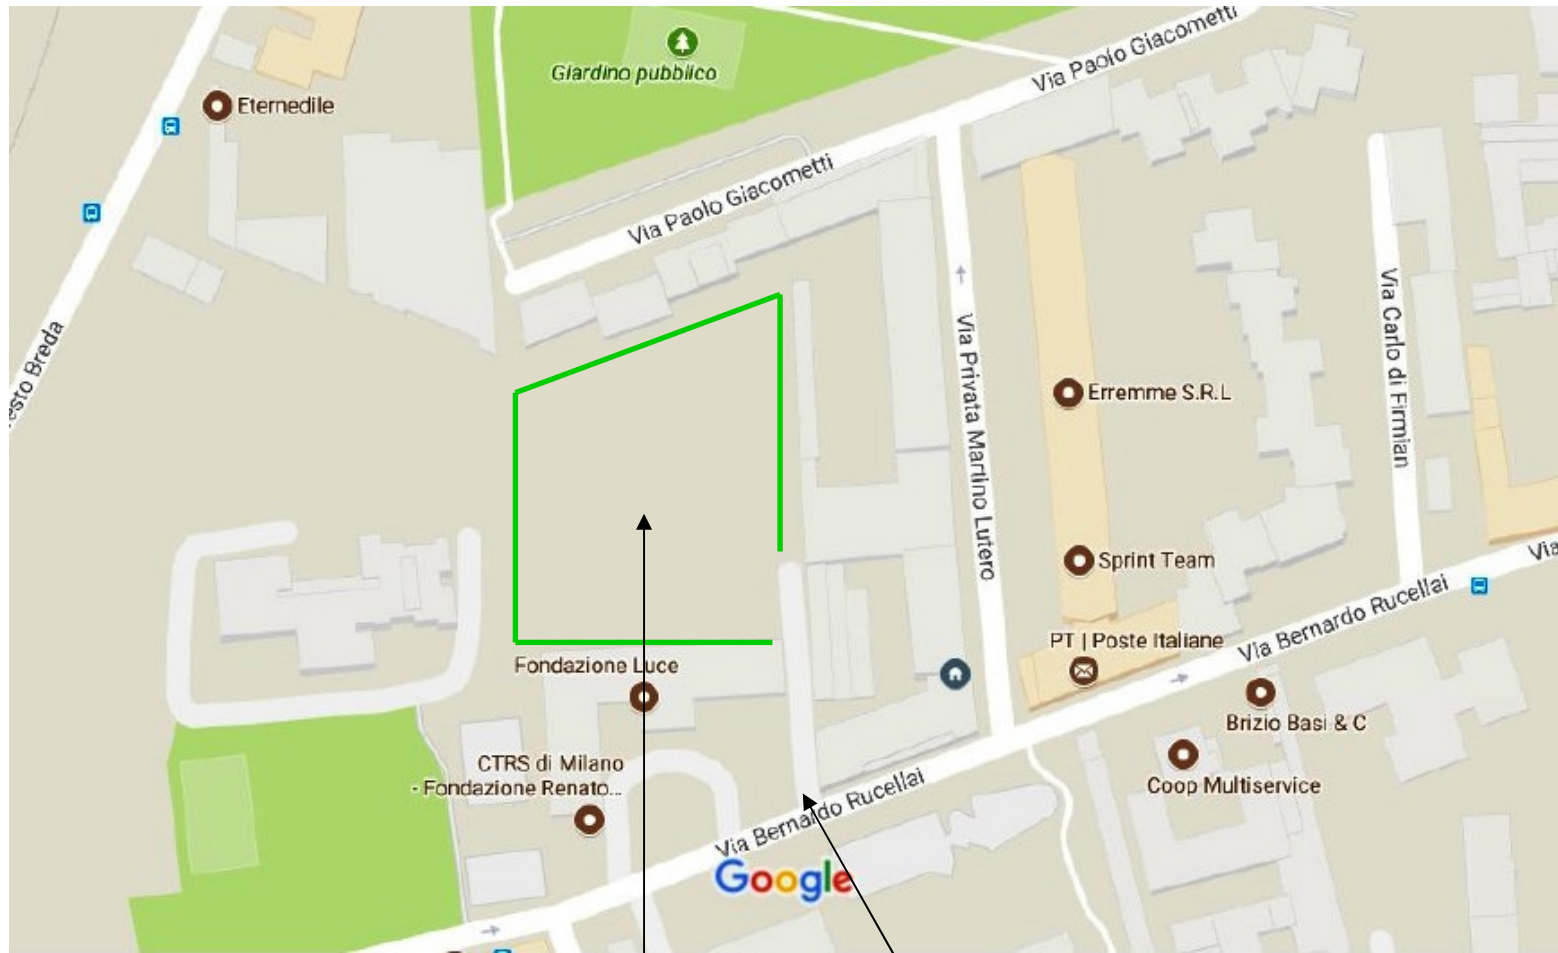 Via Paolo Giacometti
Giardino pubblico
Eternedile
Via Paolo Giacometti
esto Breda
Via Privata Martino Lutero
Via Carlo di Firmian
Erremme S.R.L
Sprint Team
Via
Via Bernardo Rucellai
PT | Poste Italiane
Fondazione Luce
Brizio Basi & C
CTRS di Milano
- Fondazione Renato...
Coop Multiservice
Via Bernardo Rucellai
Google